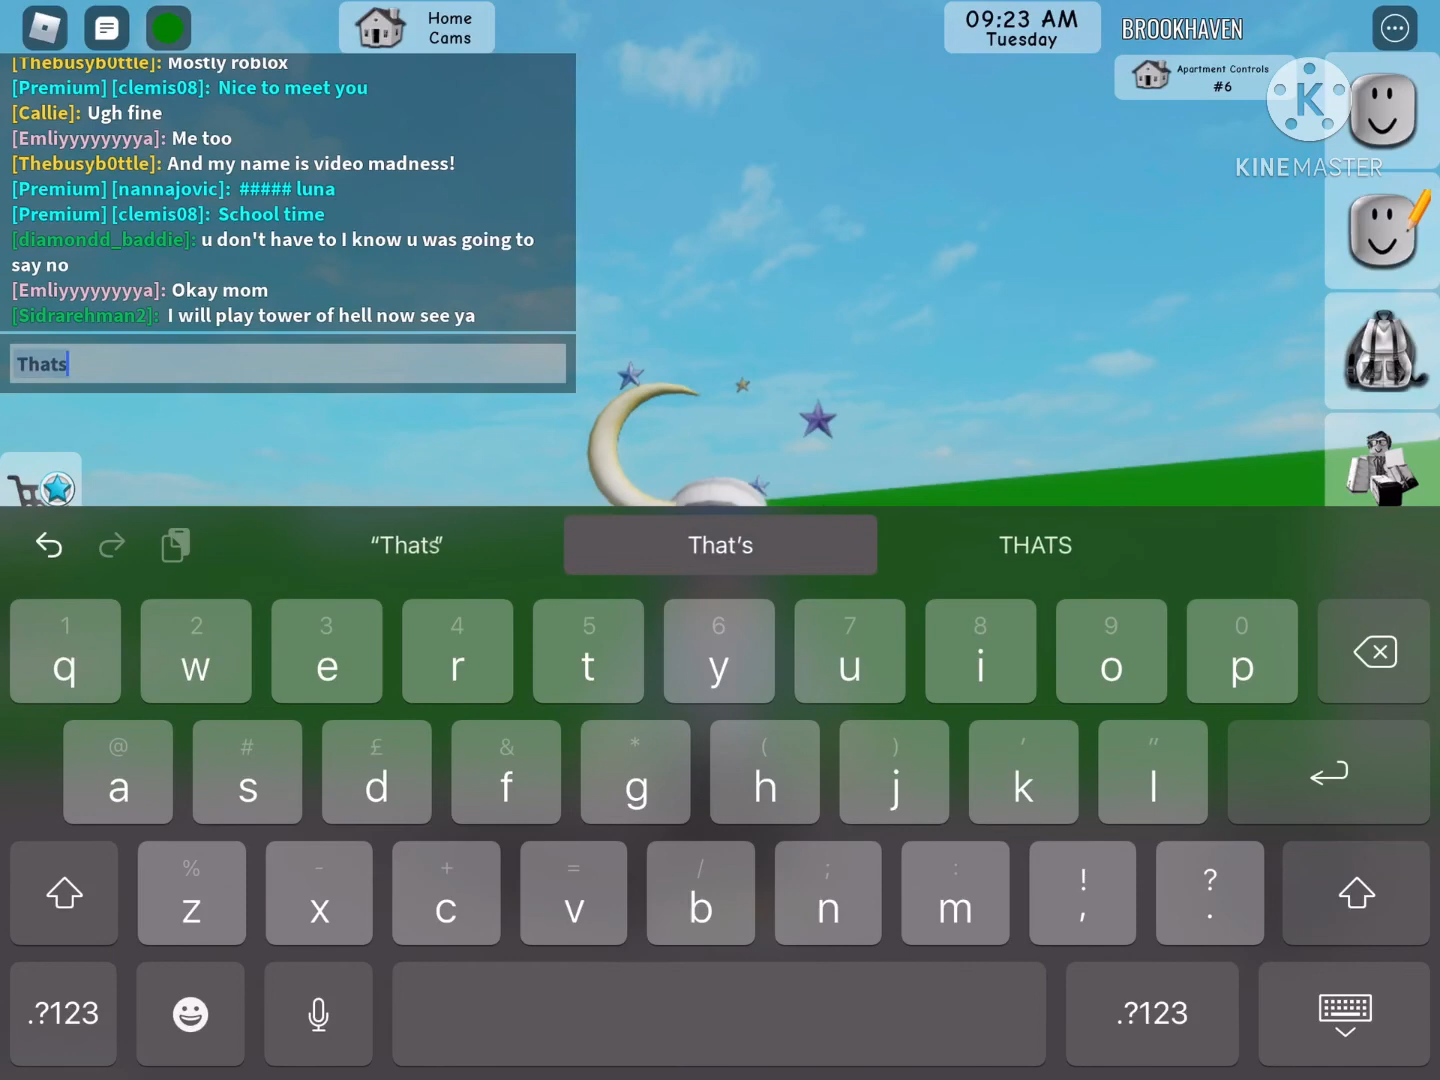 Home
Cams
09:23 AM
Tuesday
BROOKHAVEN
Apartment Controls
#6
K
KINEMASTER
[Thebusyb0ttle]: Mostly roblox
[Premium] [clemis08]: Nice to meet you
[Callie]: Ugh fine
[Emliyyyyyyyya]: Me too
[Thebusyb0ttle]: And my name is video madness!
[Premium] [nannajovic]: ##### luna
[Premium] [clemis08]: School time
[diamondd_baddie]: u don't have to I know u was going to
say no
[Emliyyyyyyyya]: Okay mom
[Sidrarehman2]: I will play tower of hell now see ya
Thats
“Thats” That’s THATS
1 2 3 4 5 6 7 8 9 0
q w e r t y u i o p
@ # £ & * ( ) ' "
a s d f g h j k l
% - + = / ; : ! ?
z x c v b n m , .
.?123 .?123